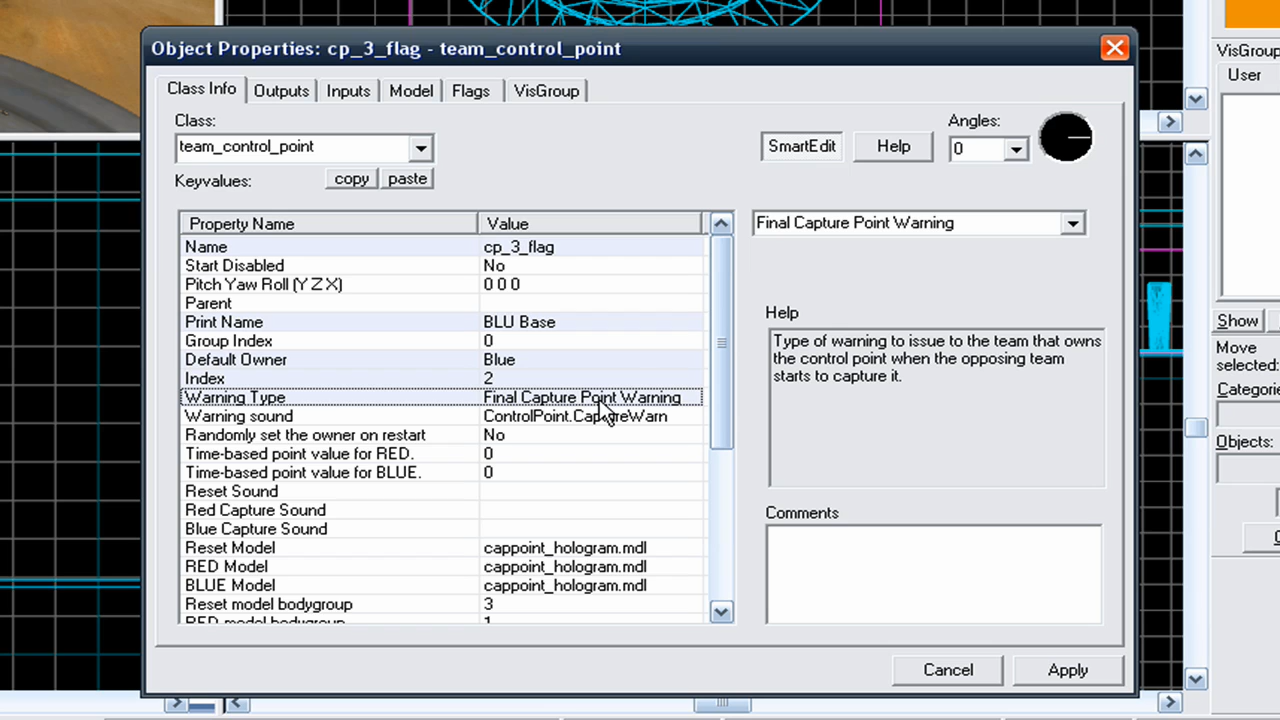 Object Properties: cp_3_flag - team_control_point
Class Info Outputs Inputs Model Flags VisGroup
Class:
team_control_point
SmartEdit Help
Angles:
0
Keyvalues: copy paste
Property Name Value
Name cp_3_flag
Start Disabled No
Pitch Yaw Roll (Y Z X) 0 0 0
Parent
Print Name BLU Base
Group Index 0
Default Owner Blue
Index 2
Warning Type Final Capture Point Warning
Warning sound ControlPoint.CaptureWarn
Randomly set the owner on restart No
Time-based point value for RED. 0
Time-based point value for BLUE. 0
Reset Sound
Red Capture Sound
Blue Capture Sound
Reset Model cappoint_hologram.mdl
RED Model cappoint_hologram.mdl
BLUE Model cappoint_hologram.mdl
Reset model bodygroup 3
RED model bodygroup 1
Final Capture Point Warning
Help
Type of warning to issue to the team that owns
the control point when the opposing team
starts to capture it.
Comments
Cancel Apply
VisGroup
User
Show
Move
selected:
Categorie
Objects: